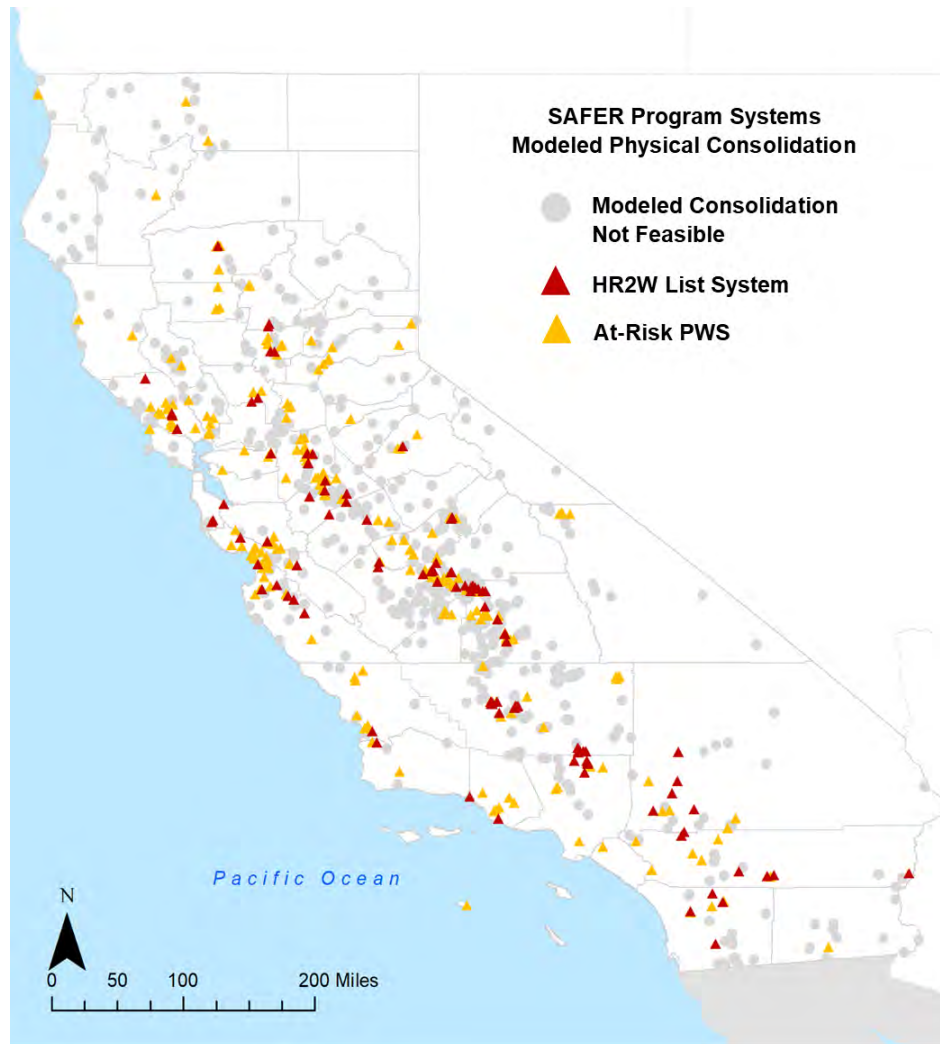 SAFER Program Systems
Modeled Physical Consolidation
Modeled Consolidation
Not Feasible
HR2W List System
At-Risk PWS
Pacific Ocean
N
0 50 100 200 Miles